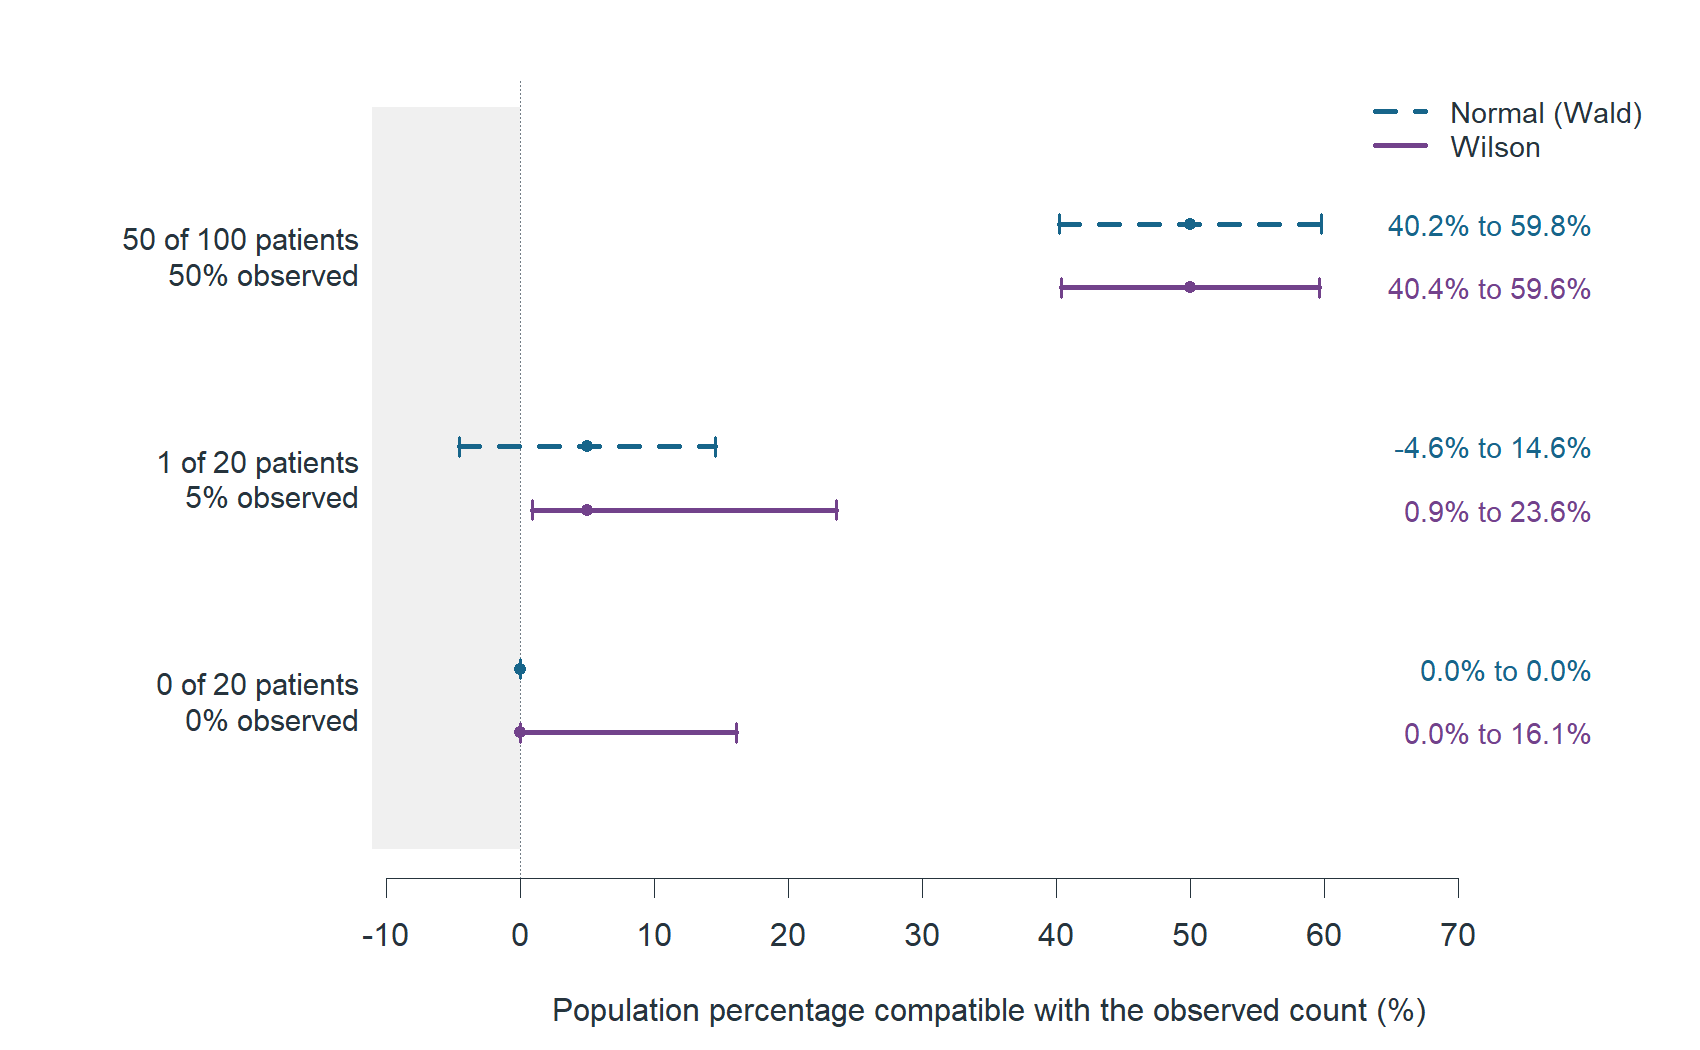 Normal (Wald)
Wilson
50 of 100 patients
50% observed
40.2% to 59.8%
40.4% to 59.6%
1 of 20 patients
5% observed
-4.6% to 14.6%
0.9% to 23.6%
0 of 20 patients
0% observed
0.0% to 0.0%
0.0% to 16.1%
-10 0 10 20 30 40 50 60 70
Population percentage compatible with the observed count (%)